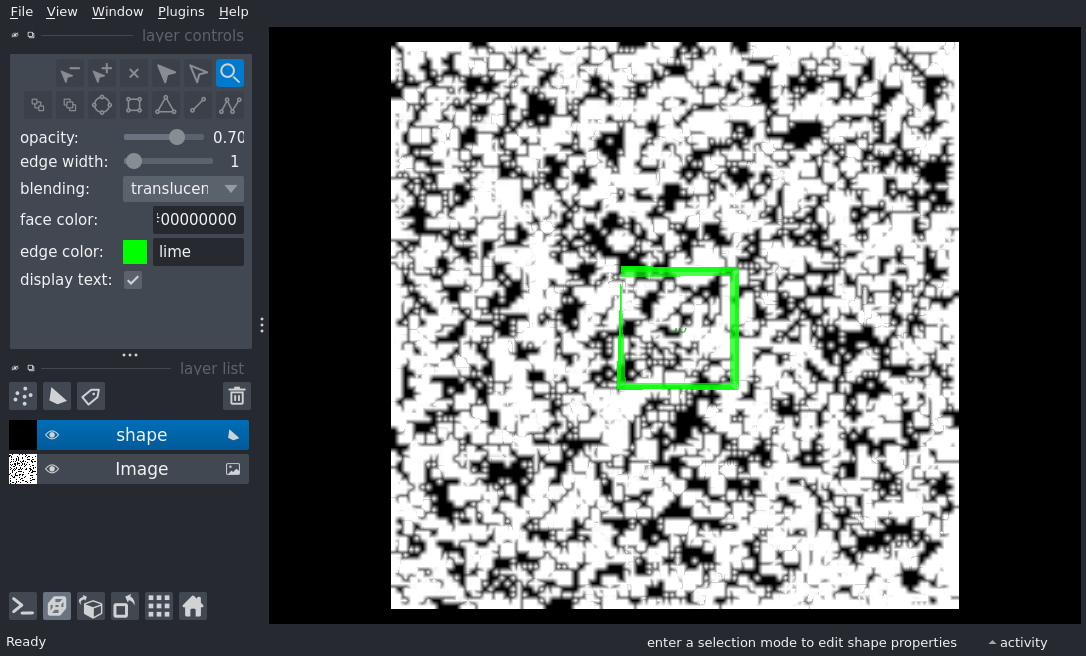 File View Window Plugins Help
layer controls
opacity: 0.70
edge width: 1
blending: translucen
face color: 00000000
edge color: lime
display text:
layer list
shape
Image
Ready
enter a selection mode to edit shape properties
activity